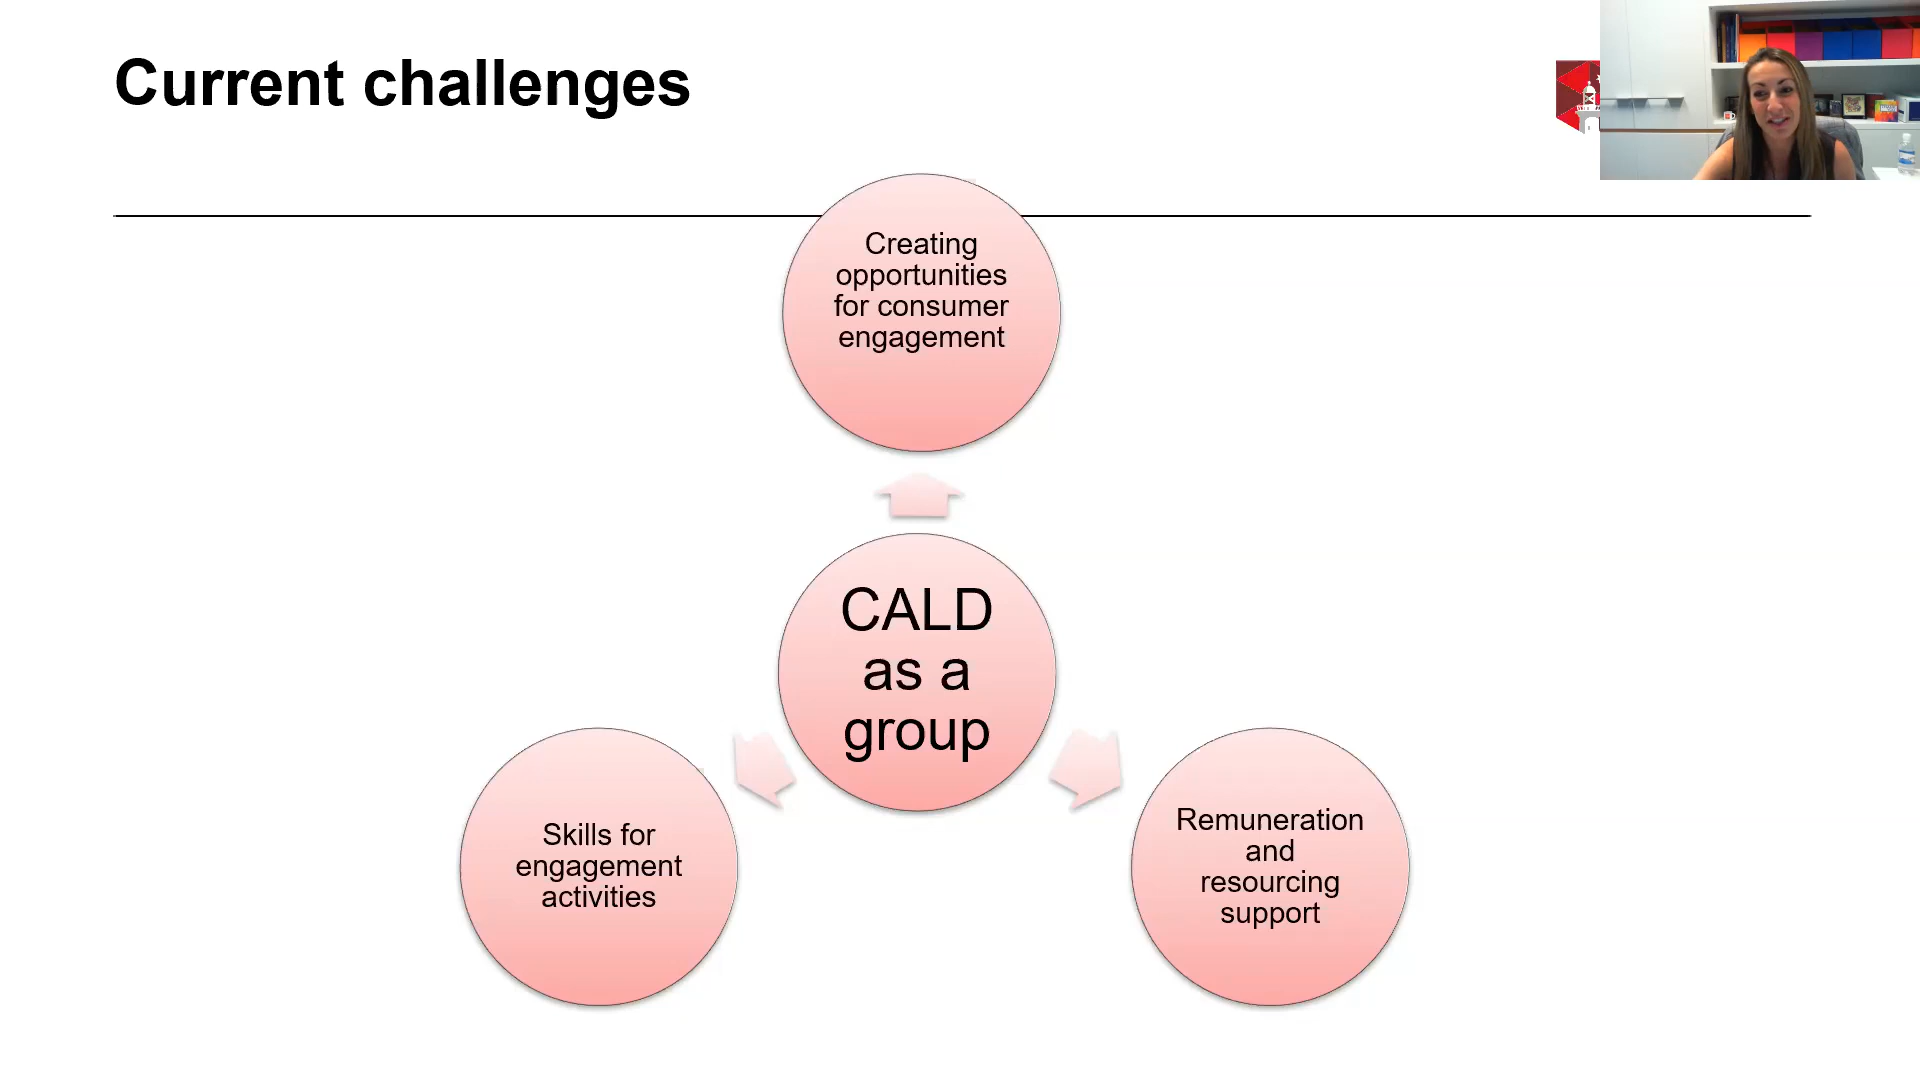 Current challenges
Creating
opportunities
for consumer
engagement
CALD
as a
group
Skills for
engagement
activities
Remuneration
and
resourcing
support